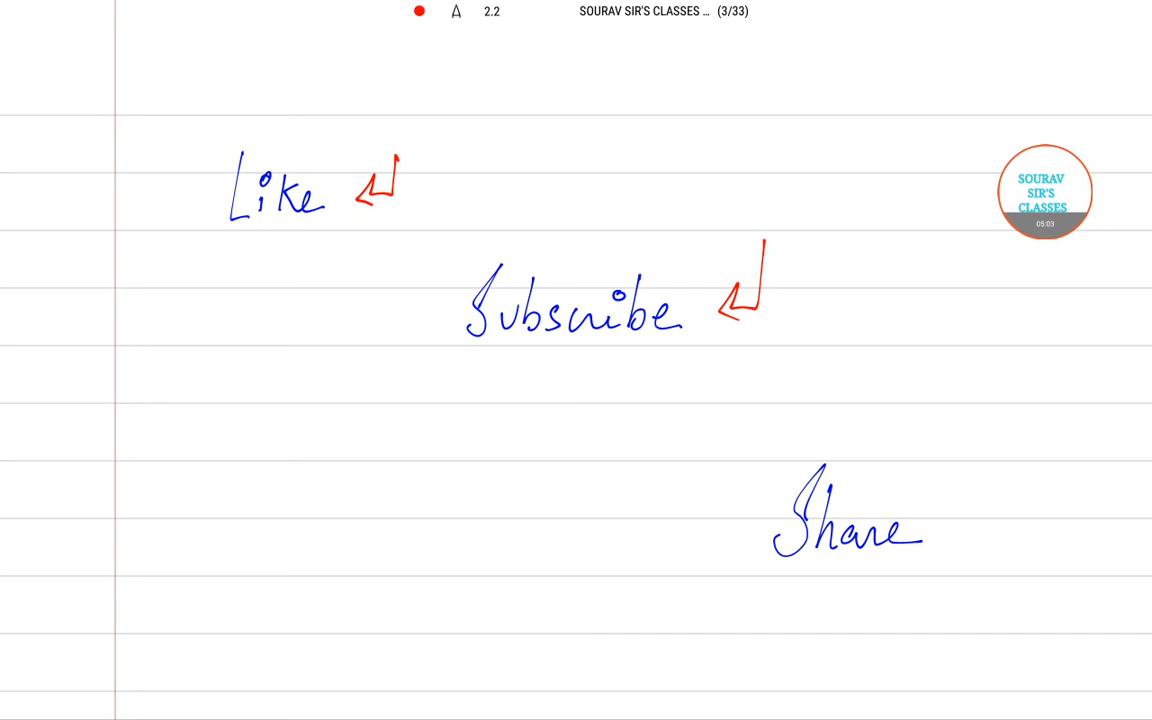 2.2 SOURAV SIR'S CLASSES ... (3/33)
Like
SOURAV
SIR'S
CLASSES
05:03
Subscribe
Share